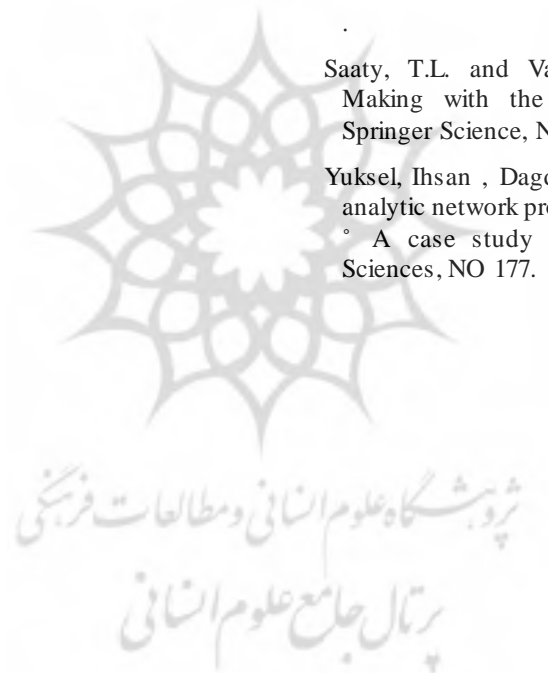 .
Saaty, T.L. and Va
Making with the
Springer Science, N
Yuksel, Ihsan , Dagd
analytic network pro
° A case study
Sciences, NO 177.
پژوهشگاه علوم انسانی و مطالعات فرهنگی
پرتال جامع علوم انسانی